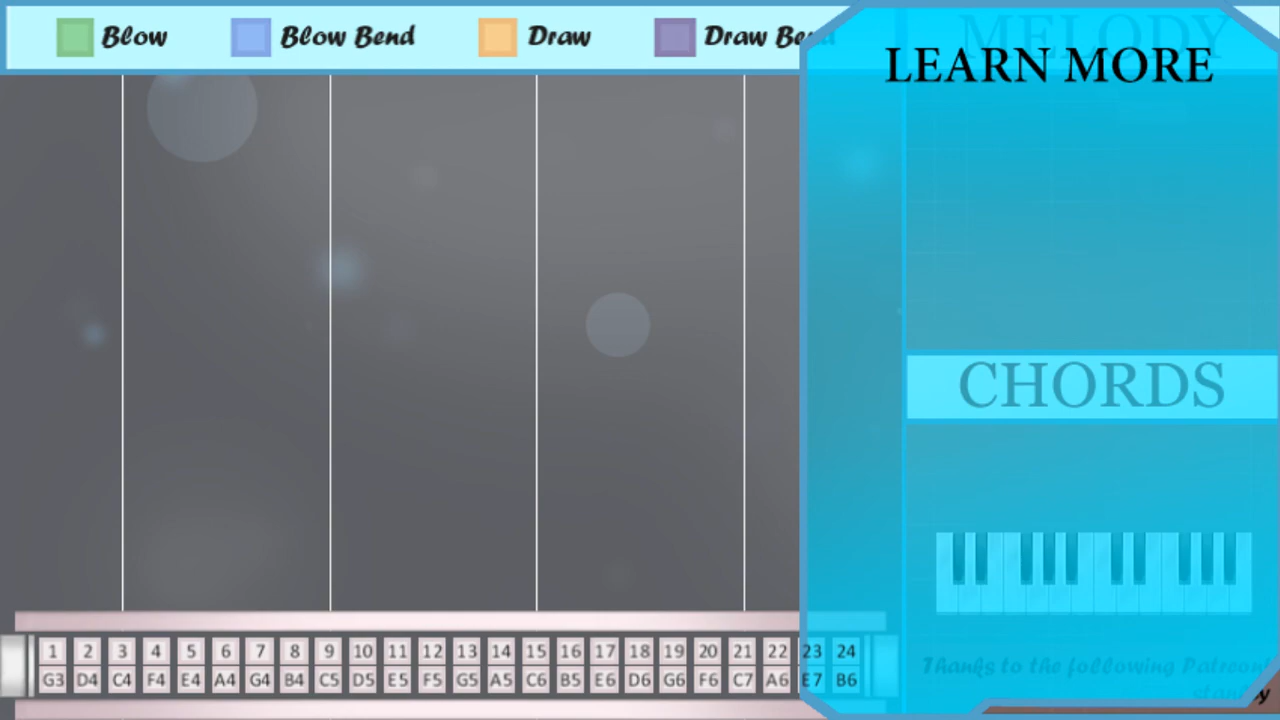 Blow Blow Bend Draw Draw Bend
MELODY
LEARN MORE
CHORDS
1 2 3 4 5 6 7 8 9 10 11 12 13 14 15 16 17 18 19 20 21 22 23 24
G3 D4 C4 F4 E4 A4 G4 B4 C5 D5 E5 F5 G5 A5 C6 B5 E6 D6 G6 F6 C7 A6 E7 B6
Thanks to the following Patreon